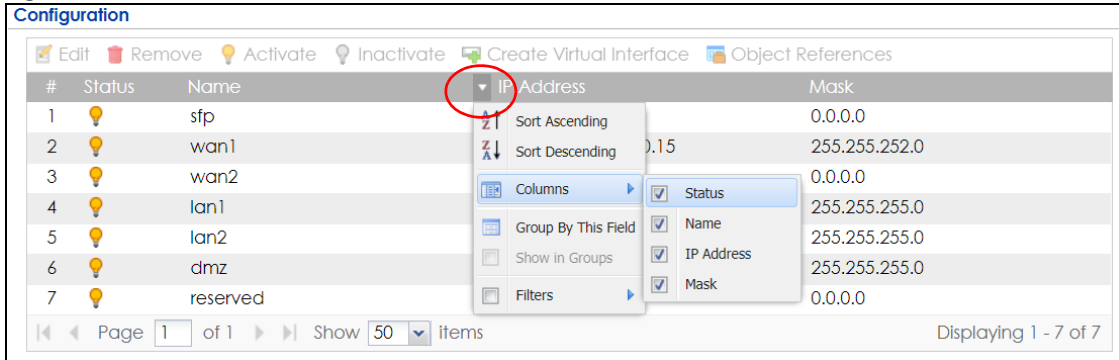 Configuration
Edit Remove Activate Inactivate Create Virtual Interface Object References
# Status Name IP Address Mask
1 sfp 0.0.0.0
Sort Ascending
2 wan1 0.15 255.255.252.0
Sort Descending
3 wan2 0.0.0.0
Columns Status
4 lan1 255.255.255.0
Group By This Field Name
5 lan2 255.255.255.0
Show in Groups IP Address
6 dmz 255.255.255.0
Filters Mask
7 reserved 0.0.0.0
Page 1 of 1 Show 50 items Displaying 1 - 7 of 7